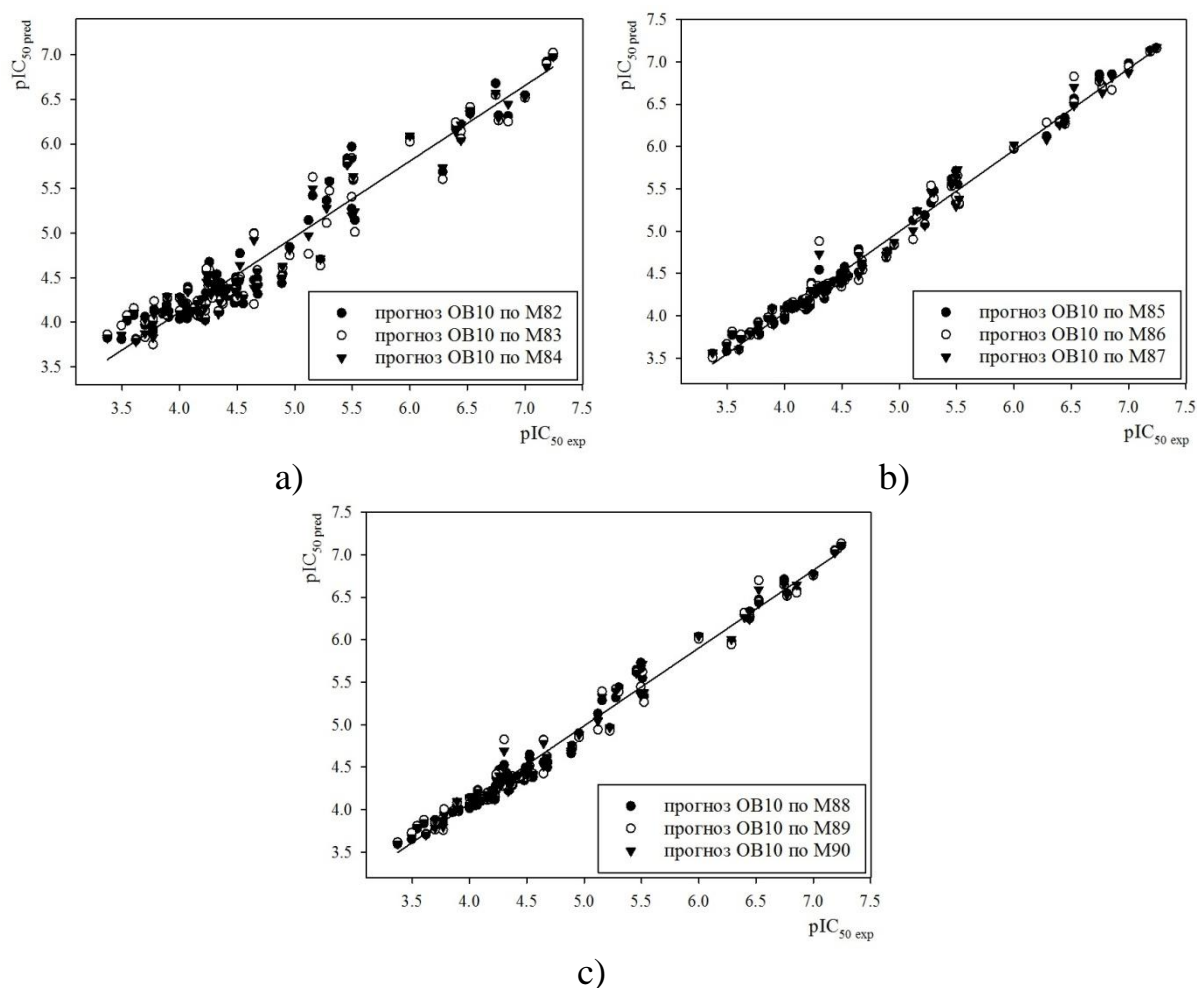 pIC50 pred
7.0
6.5
6.0
5.5
5.0
4.5
4.0
3.5
прогноз ОВ10 по М82
прогноз ОВ10 по М83
прогноз ОВ10 по М84
3.5 4.0 4.5 5.0 5.5 6.0 6.5 7.0
pIC50 exp
a)
pIC50 pred
7.5
7.0
6.5
6.0
5.5
5.0
4.5
4.0
3.5
прогноз ОВ10 по М85
прогноз ОВ10 по М86
прогноз ОВ10 по М87
3.5 4.0 4.5 5.0 5.5 6.0 6.5 7.0 7.5
pIC50 exp
b)
pIC50 pred
7.5
7.0
6.5
6.0
5.5
5.0
4.5
4.0
3.5
прогноз ОВ10 по М88
прогноз ОВ10 по М89
прогноз ОВ10 по М90
3.5 4.0 4.5 5.0 5.5 6.0 6.5 7.0 7.5
pIC50 exp
c)